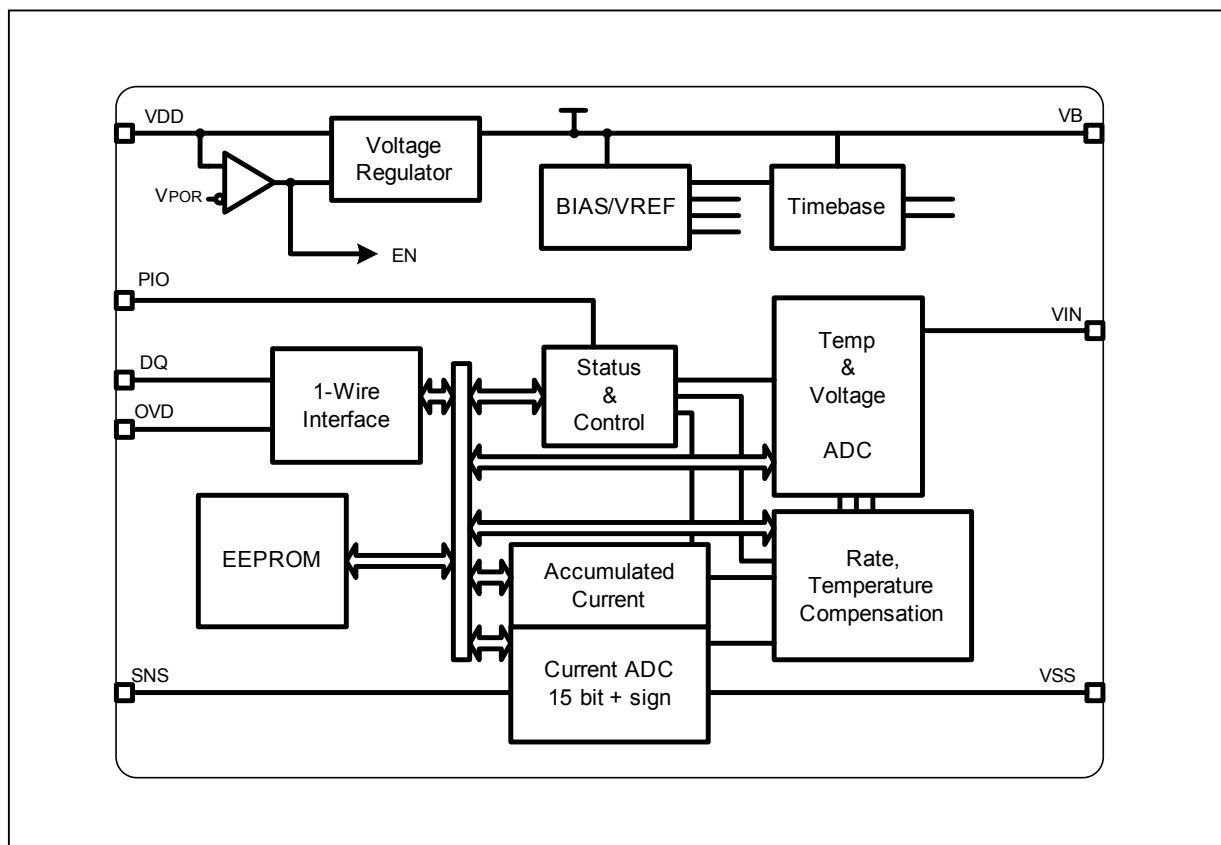 VDD
VB
Voltage
Regulator
VPOR
BIAS/VREF
Timebase
EN
PIO
VIN
Temp
&
Voltage
ADC
DQ
OVD
1-Wire
Interface
Status
&
Control
EEPROM
Accumulated
Current
Rate,
Temperature
Compensation
SNS
Current ADC
15 bit + sign
VSS